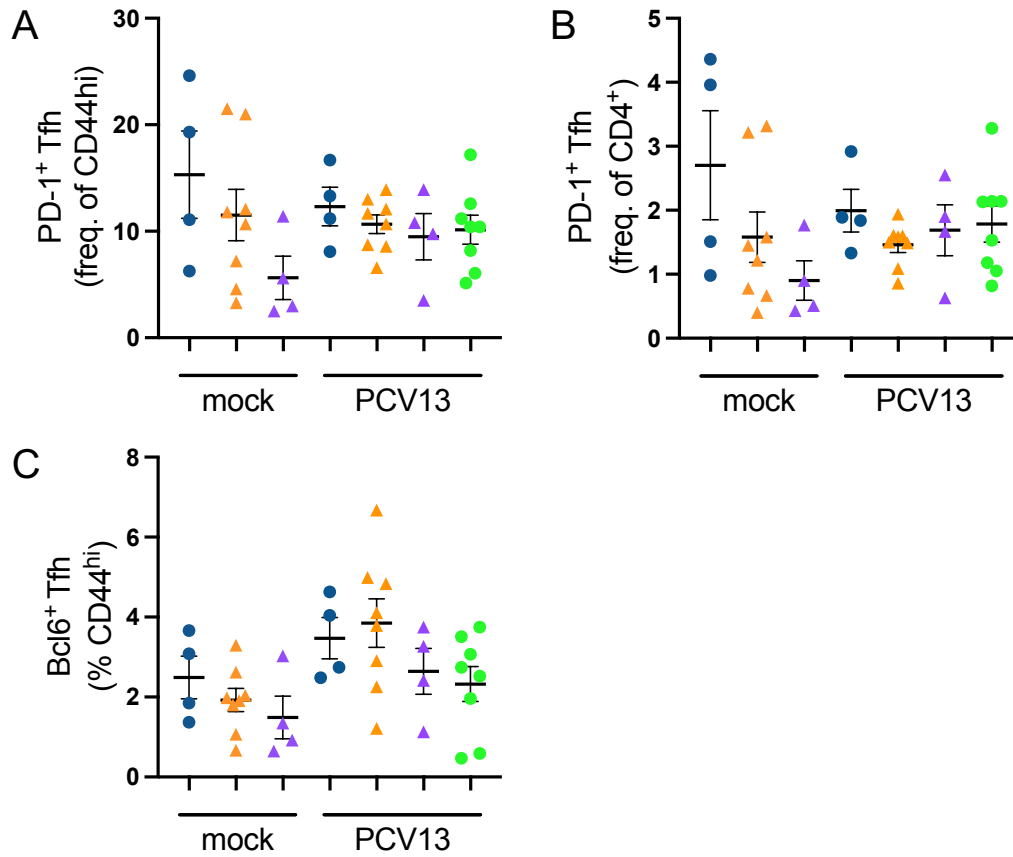 A
PD-1⁺ Tfh
(freq. of CD44hi)
30
20
10
0
mock
PCV13
B
PD-1⁺ Tfh
(freq. of CD4⁺)
5
4
3
2
1
0
mock
PCV13
C
Bcl6⁺ Tfh
(% CD44ʰⁱ)
8
6
4
2
0
mock
PCV13